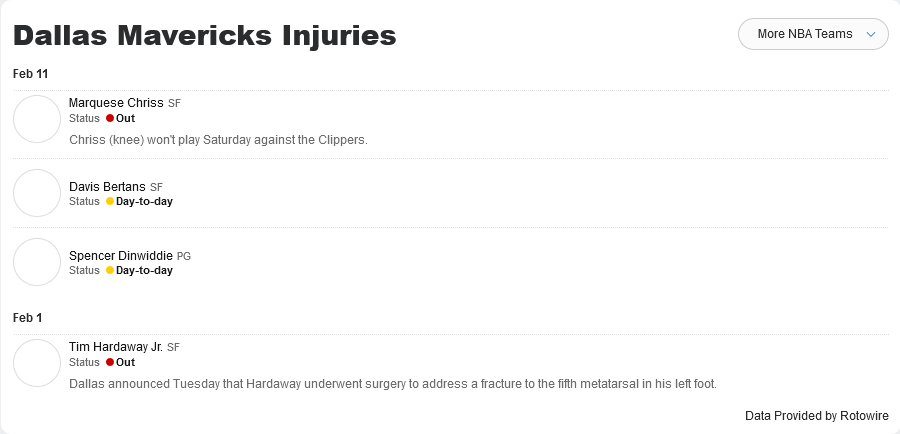 Dallas Mavericks Injuries
More NBA Teams
Feb 11
Marquese Chriss SF
Status Out
Chriss (knee) won't play Saturday against the Clippers.
Davis Bertans SF
Status Day-to-day
Spencer Dinwiddie PG
Status Day-to-day
Feb 1
Tim Hardaway Jr. SF
Status Out
Dallas announced Tuesday that Hardaway underwent surgery to address a fracture to the fifth metatarsal in his left foot.
Data Provided by Rotowire